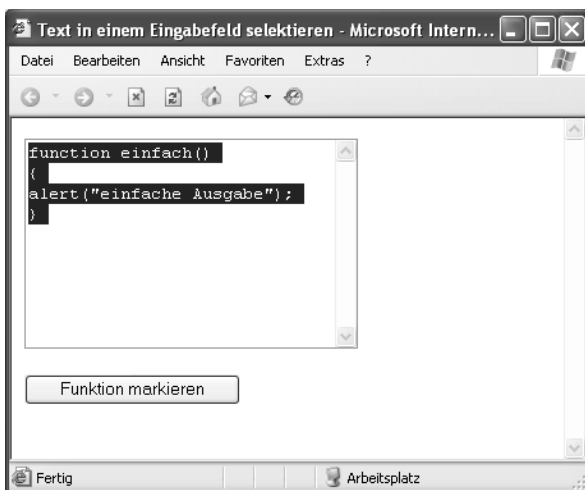 Text in einem Eingabefeld selektieren - Microsoft Intern...
Datei Bearbeiten Ansicht Favoriten Extras ?
function einfach()
{
alert("einfache Ausgabe");
}
Funktion markieren
Fertig Arbeitsplatz